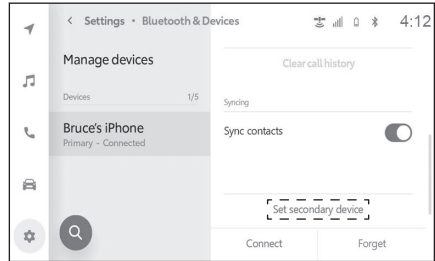 < Settings • Bluetooth & Devices 4:12
Manage devices
Devices 1/5
Bruce's iPhone
Primary - Connected
Clear call history
Syncing
Sync contacts
Set secondary device
Connect Forget